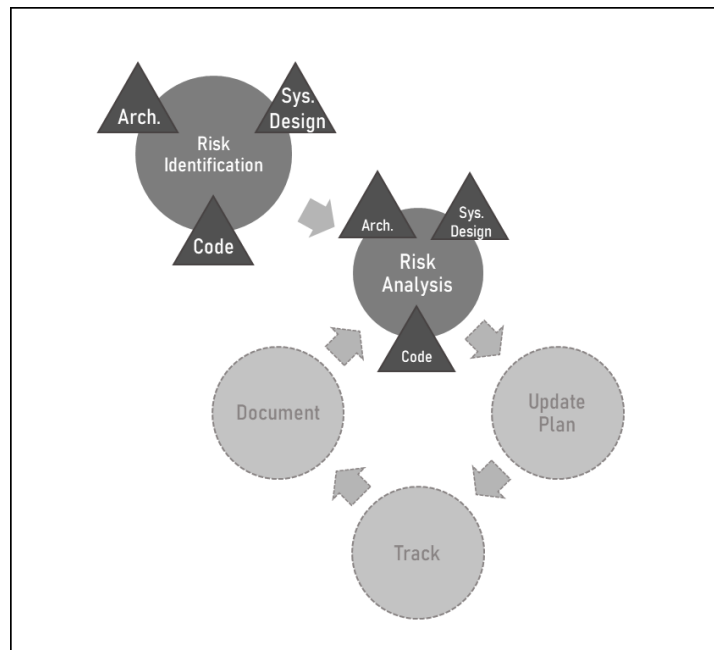 Arch.
Sys.
Design
Risk
Identification
Code
Arch.
Sys.
Design
Risk
Analysis
Code
Document
Update
Plan
Track